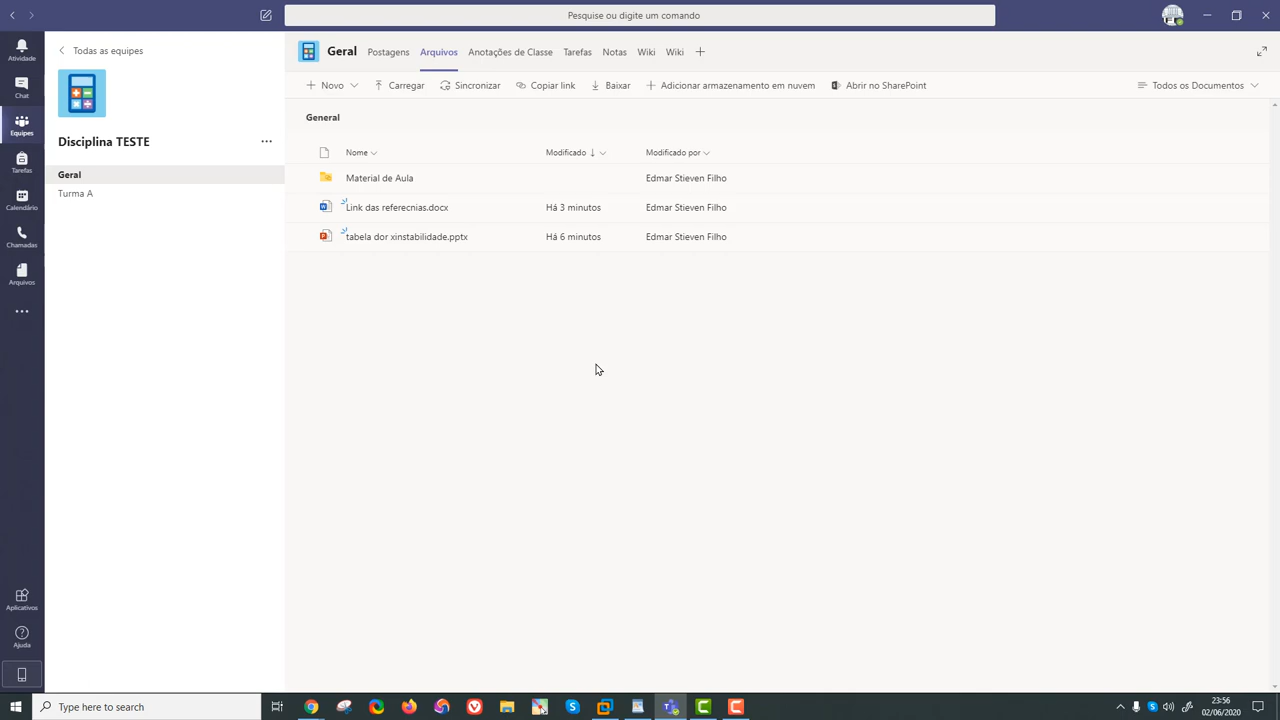 Pesquise ou digite um comando
Atividade
Chat
Equipes
Tarefas
Calendário
Chamadas
Arquivos
Aplicativos
Ajuda
Todas as equipes
Disciplina TESTE
Geral
Turma A
Geral Postagens Arquivos Anotações de Classe Tarefas Notas Wiki Wiki
Novo Carregar Sincronizar Copiar link Baixar Adicionar armazenamento em nuvem Abrir no SharePoint Todos os Documentos
General
Nome Modificado Modificado por
Material de Aula Edmar Stieven Filho
Link das referecnias.docx Há 3 minutos Edmar Stieven Filho
tabela dor xinstabilidade.pptx Há 6 minutos Edmar Stieven Filho
Type here to search
23:56
02/06/2020